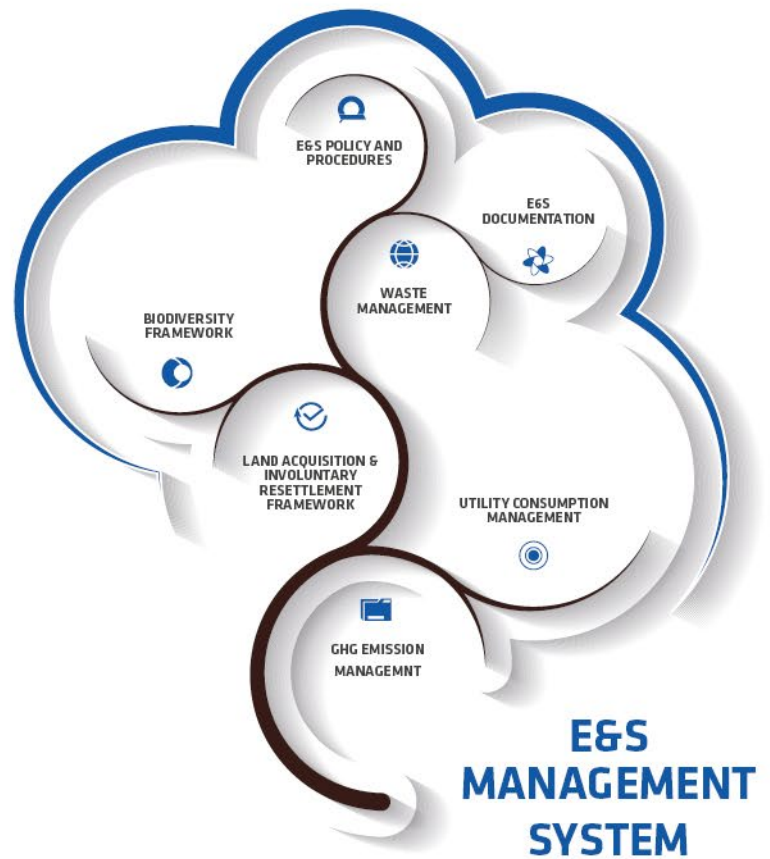 E&S POLICY AND
PROCEDURES
E&S
DOCUMENTATION
WASTE
MANAGEMENT
BIODIVERSITY
FRAMEWORK
LAND ACQUISITION &
INVOLUNTARY
RESETTLEMENT
FRAMEWORK
UTILITY CONSUMPTION
MANAGEMENT
GHG EMISSION
MANAGEMNT
E&S
MANAGEMENT
SYSTEM